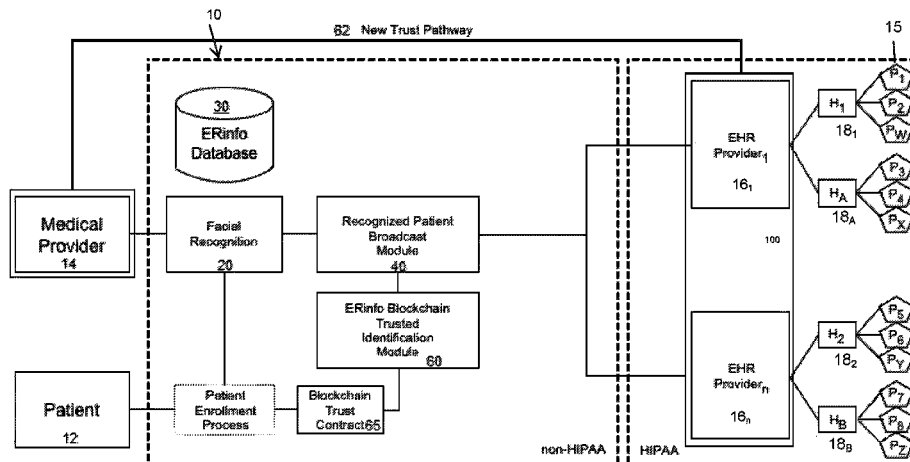 10
62 New Trust Pathway
15
30
ERinfo
Database
EHR
Provider1
161
H1
181
P1
P2
PW
HA
18A
P3
P4
PX
Medical
Provider
14
Facial
Recognition
20
Recognized Patient
Broadcast
Module
40
100
ERinfo Blockchain
Trusted
Identification
Module
60
Patient
12
Patient
Enrollment
Process
Blockchain
Trust
Contract65
EHR
Providern
16n
H2
182
P5
P6
PY
HB
18B
P7
P8
PZ
non-HIPAA
HIPAA